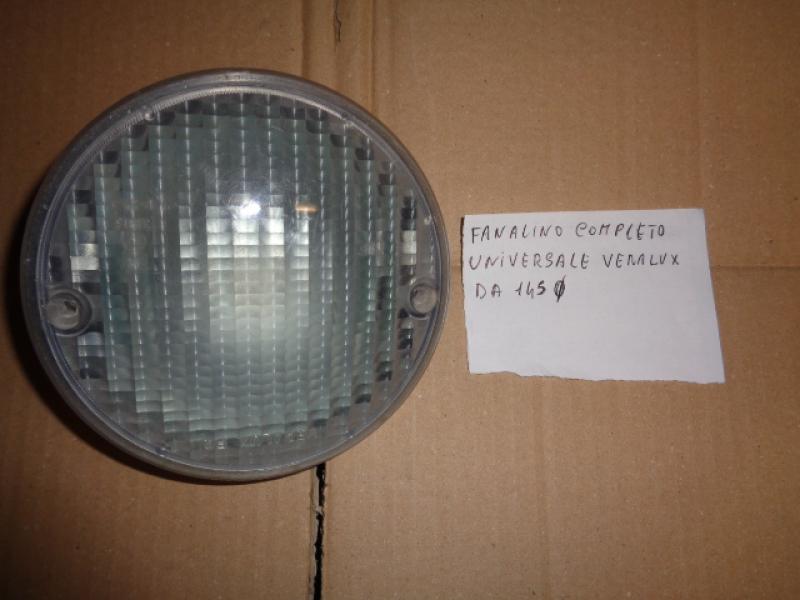 FANALINO COMPLETO
UNIVERSALE VERALUX
DA 145 Ø